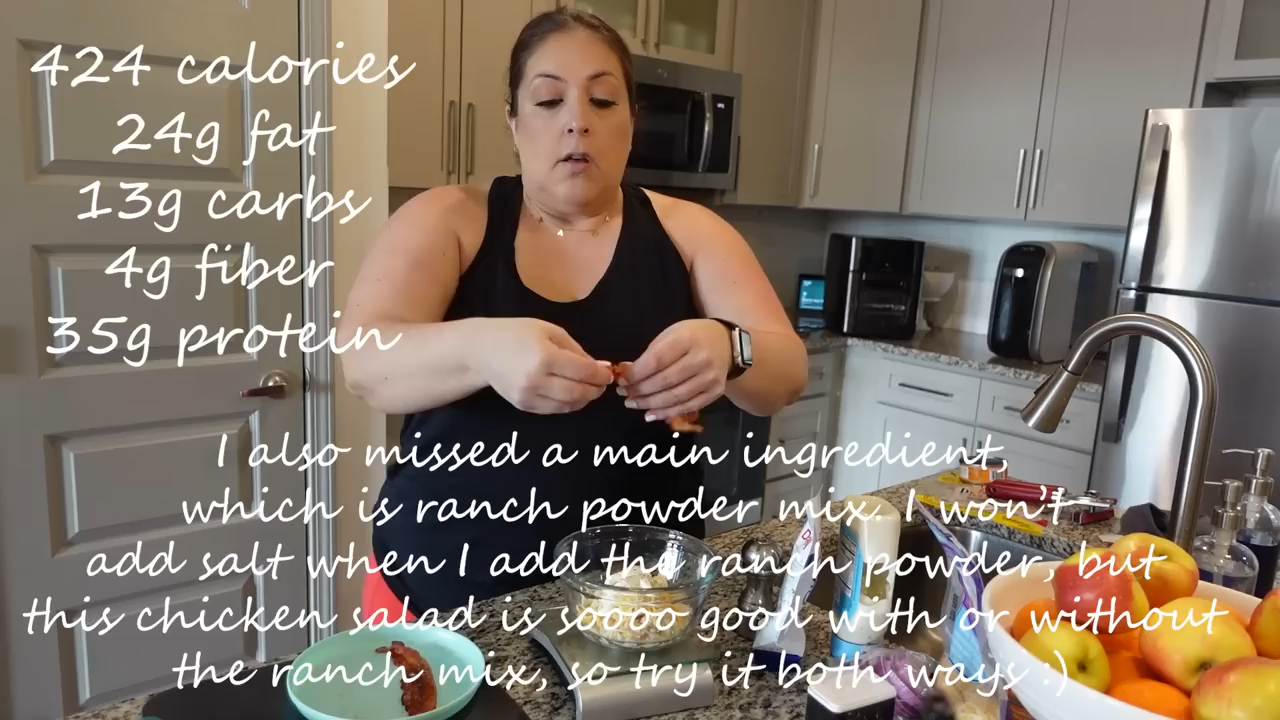 424 calories
24g fat
13g carbs
4g fiber
35g protein
I also missed a main ingredient,
which is ranch powder mix. I won't
add salt when I add the ranch powder, but
this chicken salad is soooo good with or without
the ranch mix, so try it both ways :)